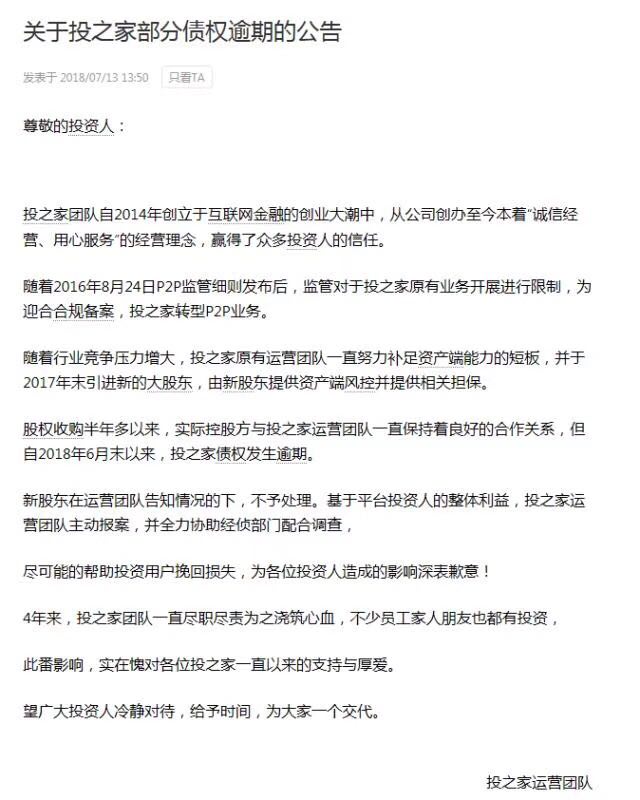 关于投之家部分债权逾期的公告
发表于 2018/07/13 13:50 只看TA
尊敬的投资人：
投之家团队自2014年创立于互联网金融的创业大潮中，从公司创办至今本着“诚信经
营、用心服务”的经营理念，赢得了众多投资人的信任。
随着2016年8月24日P2P监管细则发布后，监管对于投之家原有业务开展进行限制，为
迎合合规备案，投之家转型P2P业务。
随着行业竞争压力增大，投之家原有运营团队一直努力补足资产端能力的短板，并于
2017年末引进新的大股东，由新股东提供资产端风控并提供相关担保。
股权收购半年多以来，实际控股方与投之家运营团队一直保持着良好的合作关系，但
自2018年6月末以来，投之家债权发生逾期。
新股东在运营团队告知情况的下，不予处理。基于平台投资人的整体利益，投之家运
营团队主动报案，并全力协助经侦部门配合调查，
尽可能的帮助投资用户挽回损失，为各位投资人造成的影响深表歉意！
4年来，投之家团队一直尽职尽责为之浇筑心血，不少员工家人朋友也都有投资，
此番影响，实在愧对各位投之家一直以来的支持与厚爱。
望广大投资人冷静对待，给予时间，为大家一个交代。
投之家运营团队